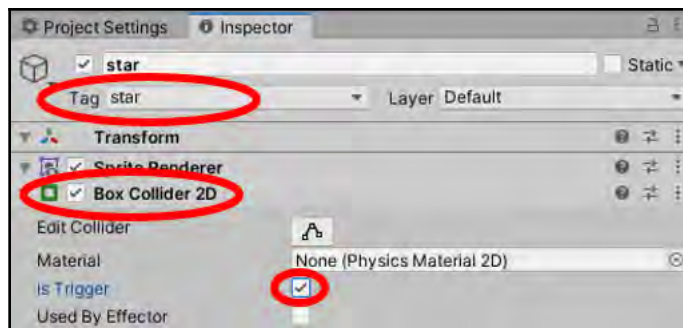 Project Settings Inspector
star Static
Tag star Layer Default
Transform
Sprite Renderer
Box Collider 2D
Edit Collider
Material None (Physics Material 2D)
Is Trigger
Used By Effector